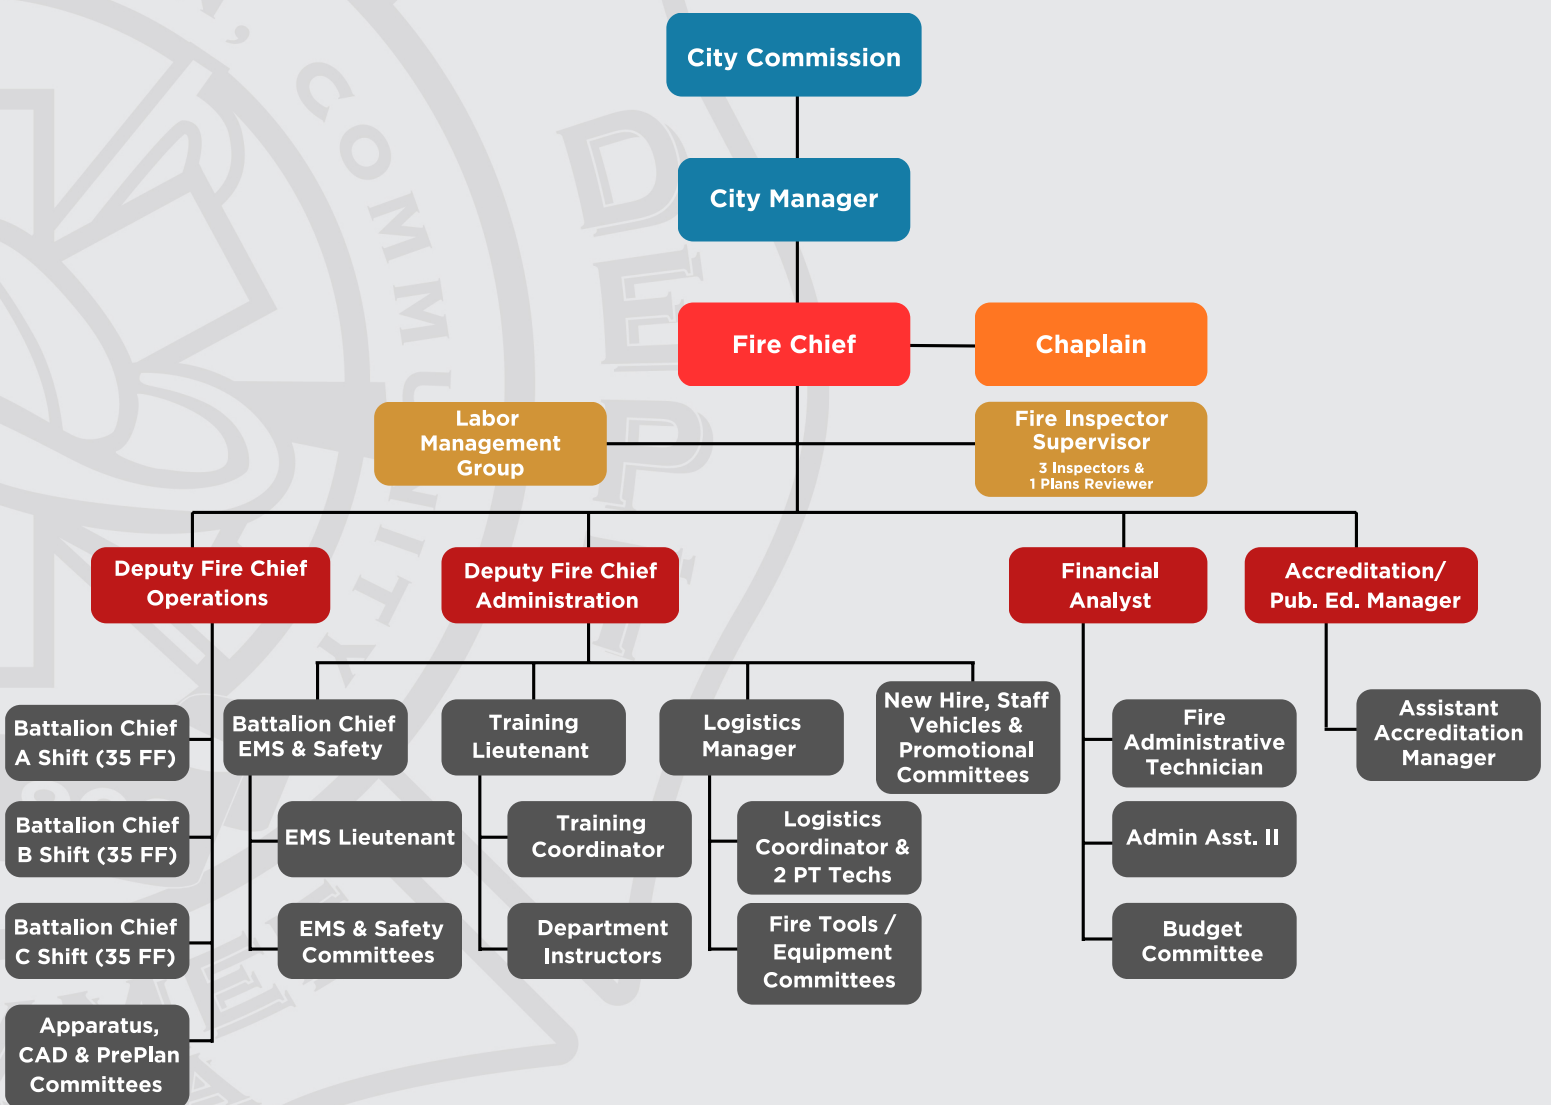 City Commission
City Manager
Fire Chief
Chaplain
Labor
Management
Group
Fire Inspector
Supervisor
3 Inspectors &
1 Plans Reviewer
Deputy Fire Chief
Operations
Deputy Fire Chief
Administration
Financial
Analyst
Accreditation/
Pub. Ed. Manager
Battalion Chief
A Shift (35 FF)
Battalion Chief
B Shift (35 FF)
Battalion Chief
C Shift (35 FF)
Apparatus,
CAD & PrePlan
Committees
Battalion Chief
EMS & Safety
EMS Lieutenant
EMS & Safety
Committees
Training
Lieutenant
Training
Coordinator
Department
Instructors
Logistics
Manager
Logistics
Coordinator &
2 PT Techs
Fire Tools /
Equipment
Committees
New Hire, Staff
Vehicles &
Promotional
Committees
Fire
Administrative
Technician
Admin Asst. II
Budget
Committee
Assistant
Accreditation
Manager
COMMUNITY
DEPT